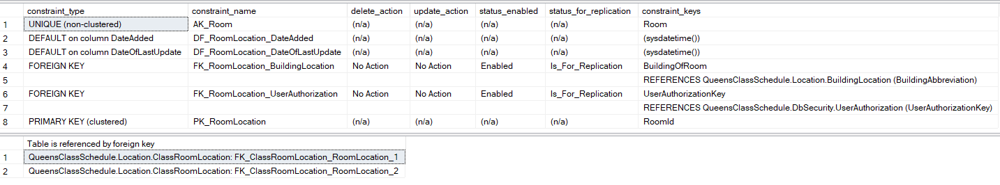 constraint_type constraint_name delete_action update_action status_enabled status_for_replication constraint_keys
1 UNIQUE (non-clustered) AK_Room (n/a) (n/a) (n/a) (n/a) Room
2 DEFAULT on column DateAdded DF_RoomLocation_DateAdded (n/a) (n/a) (n/a) (n/a) (sysdatetime())
3 DEFAULT on column DateOfLastUpdate DF_RoomLocation_DateOfLastUpdate (n/a) (n/a) (n/a) (n/a) (sysdatetime())
4 FOREIGN KEY FK_RoomLocation_BuildingLocation No Action No Action Enabled Is_For_Replication BuildingOfRoom
5 REFERENCES QueensClassSchedule.Location.BuildingLocation (BuildingAbbreviation)
6 FOREIGN KEY FK_RoomLocation_UserAuthorization No Action No Action Enabled Is_For_Replication UserAuthorizationKey
7 REFERENCES QueensClassSchedule.DbSecurity.UserAuthorization (UserAuthorizationKey)
8 PRIMARY KEY (clustered) PK_RoomLocation (n/a) (n/a) (n/a) (n/a) RoomId
Table is referenced by foreign key
1 QueensClassSchedule.Location.ClassRoomLocation: FK_ClassRoomLocation_RoomLocation_1
2 QueensClassSchedule.Location.ClassRoomLocation: FK_ClassRoomLocation_RoomLocation_2